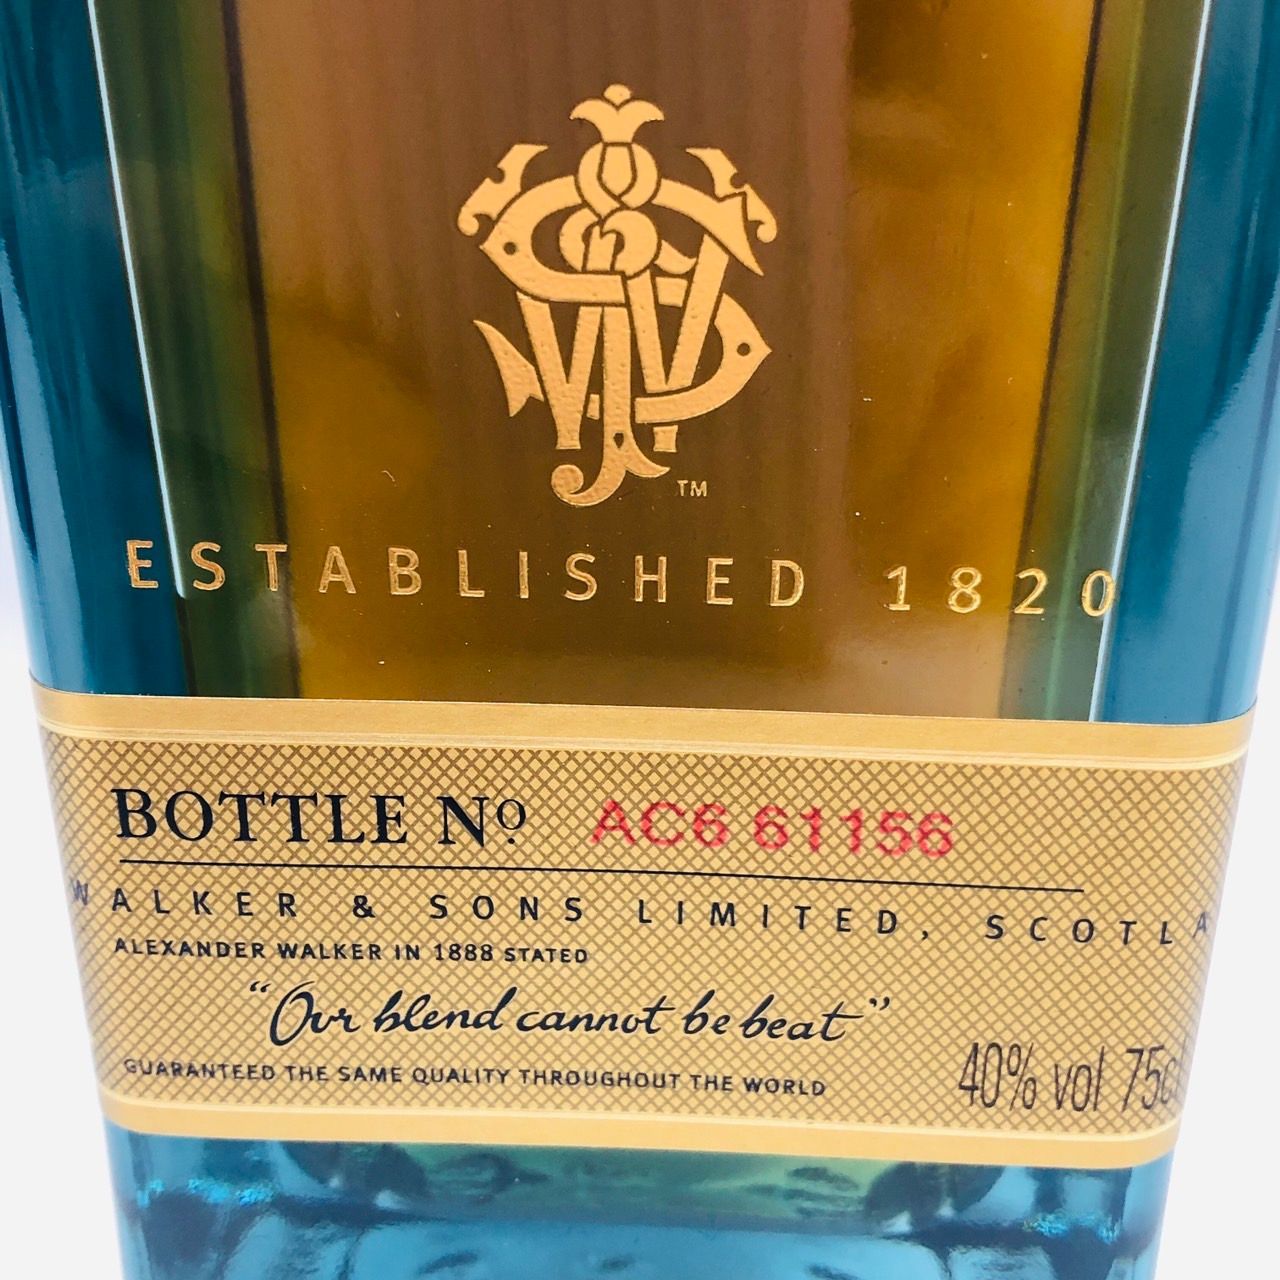 TM
ESTABLISHED 1820
BOTTLE No AC6 61156
WALKER & SONS LIMITED, SCOTLA
ALEXANDER WALKER IN 1888 STATED
“Our blend cannot be beat”
GUARANTEED THE SAME QUALITY THROUGHOUT THE WORLD
40% vol 75cl